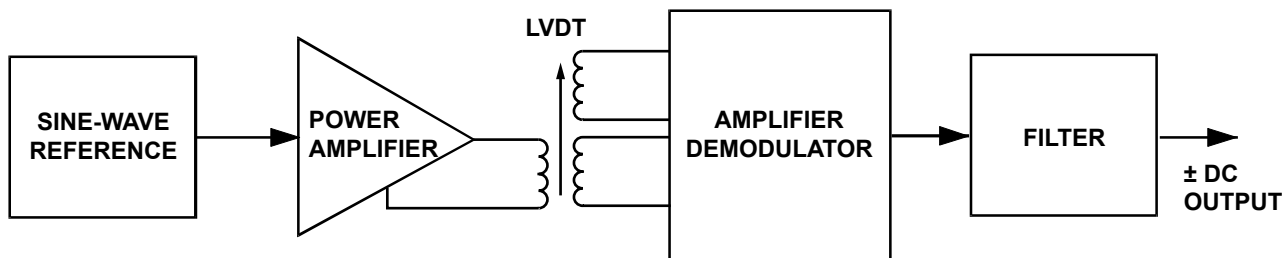 LVDT
SINE-WAVE
REFERENCE
POWER
AMPLIFIER
AMPLIFIER
DEMODULATOR
FILTER
± DC
OUTPUT